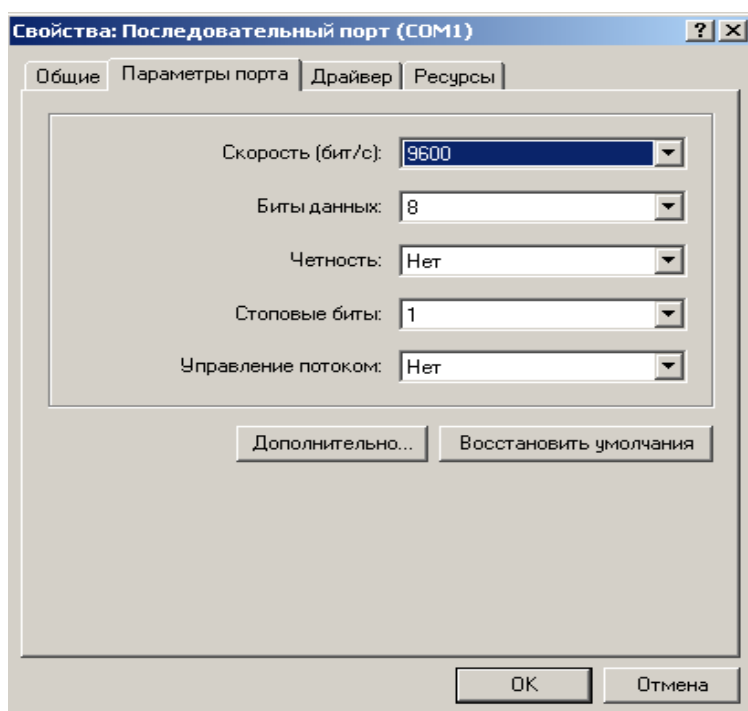 Свойства: Последовательный порт (COM1)
Общие Параметры порта Драйвер Ресурсы
Скорость (бит/с): 9600
Биты данных: 8
Четность: Нет
Стоповые биты: 1
Управление потоком: Нет
Дополнительно... Восстановить умолчания
OK Отмена